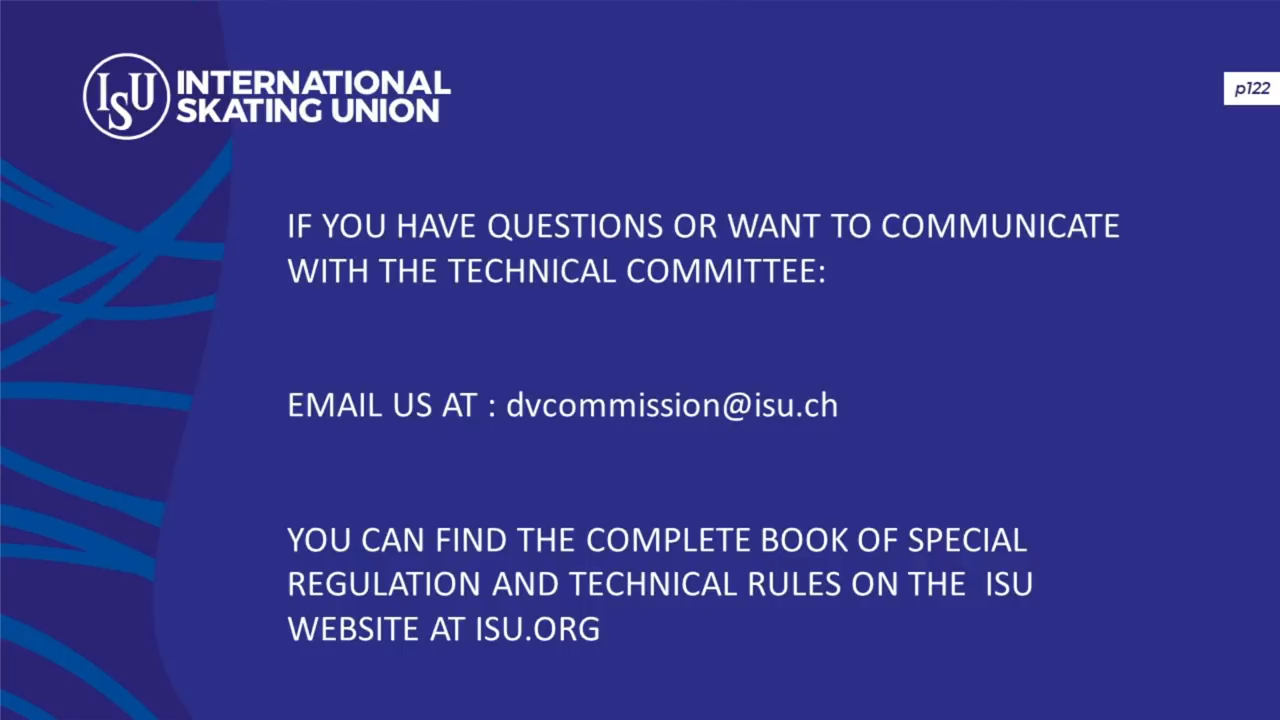 ISU INTERNATIONAL
SKATING UNION
p122
IF YOU HAVE QUESTIONS OR WANT TO COMMUNICATE
WITH THE TECHNICAL COMMITTEE:
EMAIL US AT : dvcommission@isu.ch
YOU CAN FIND THE COMPLETE BOOK OF SPECIAL
REGULATION AND TECHNICAL RULES ON THE  ISU
WEBSITE AT ISU.ORG